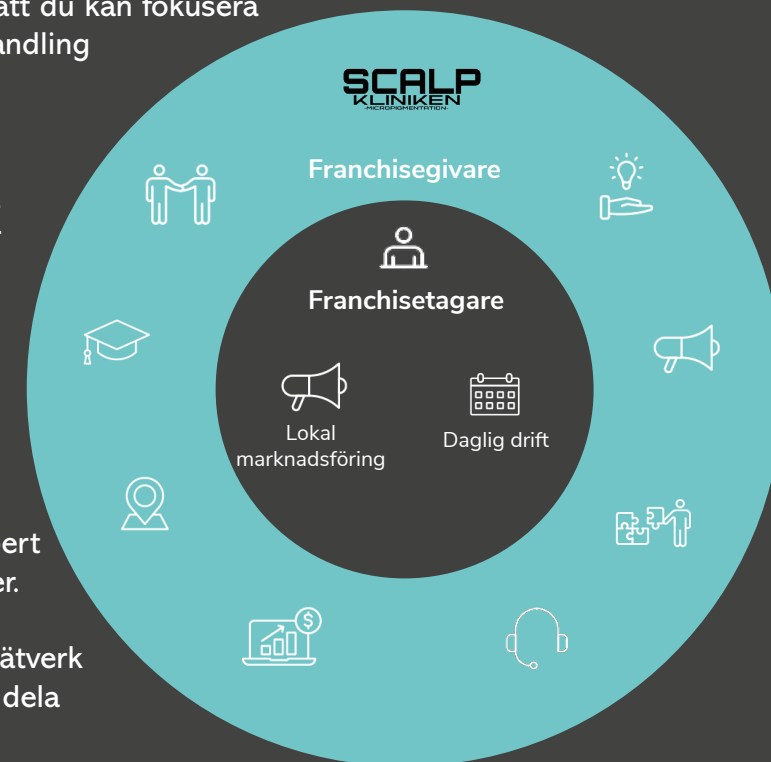 att du kan fokusera
andling
SCALP
KLINIKEN
-MICROPIGMENTATION-
Franchisegivare
Franchisetagare
Lokal
marknadsföring
Daglig drift
ert
er.
ätverk
dela
$